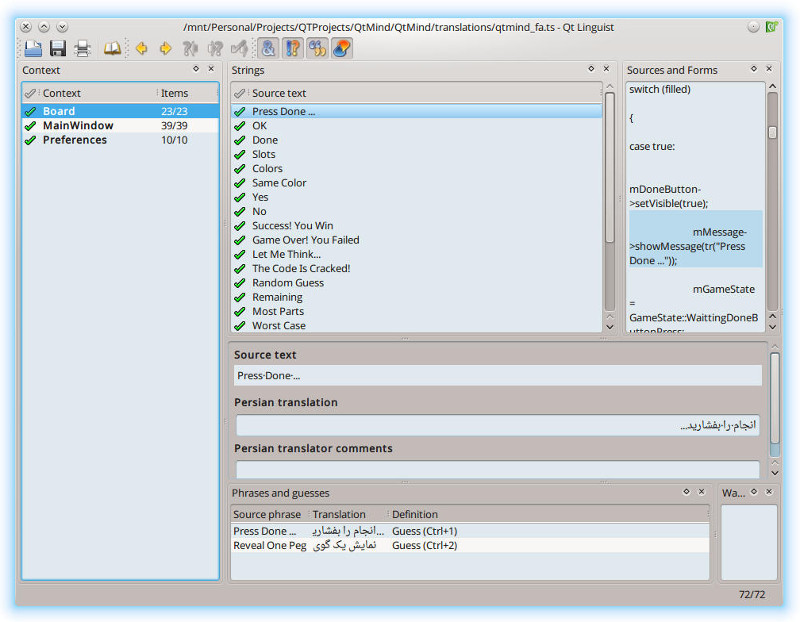 /mnt/Personal/Projects/QTProjects/QtMind/QtMind/translations/qtmind_fa.ts - Qt Linguist
Context
Context Items
Board 23/23
MainWindow 39/39
Preferences 10/10
Strings
Source text
Press Done ...
OK
Done
Slots
Colors
Same Color
Yes
No
Success! You Win
Game Over! You Failed
Let Me Think...
The Code Is Cracked!
Random Guess
Remaining
Most Parts
Worst Case
Sources and Forms
switch (filled)
{
case true:
mDoneButton-
>setVisible(true);
mMessage-
>showMessage(tr("Press
Done ..."));
mGameState
=
GameState::WaittingDoneB
uttonPress;
Source text
Press·Done·...
Persian translation
انجام·را·بفشارید...
Persian translator comments
Phrases and guesses
Source phrase Translation Definition
Press Done ... انجام را بفشارید... Guess (Ctrl+1)
Reveal One Peg نمایش یک گوی Guess (Ctrl+2)
Wa...
72/72